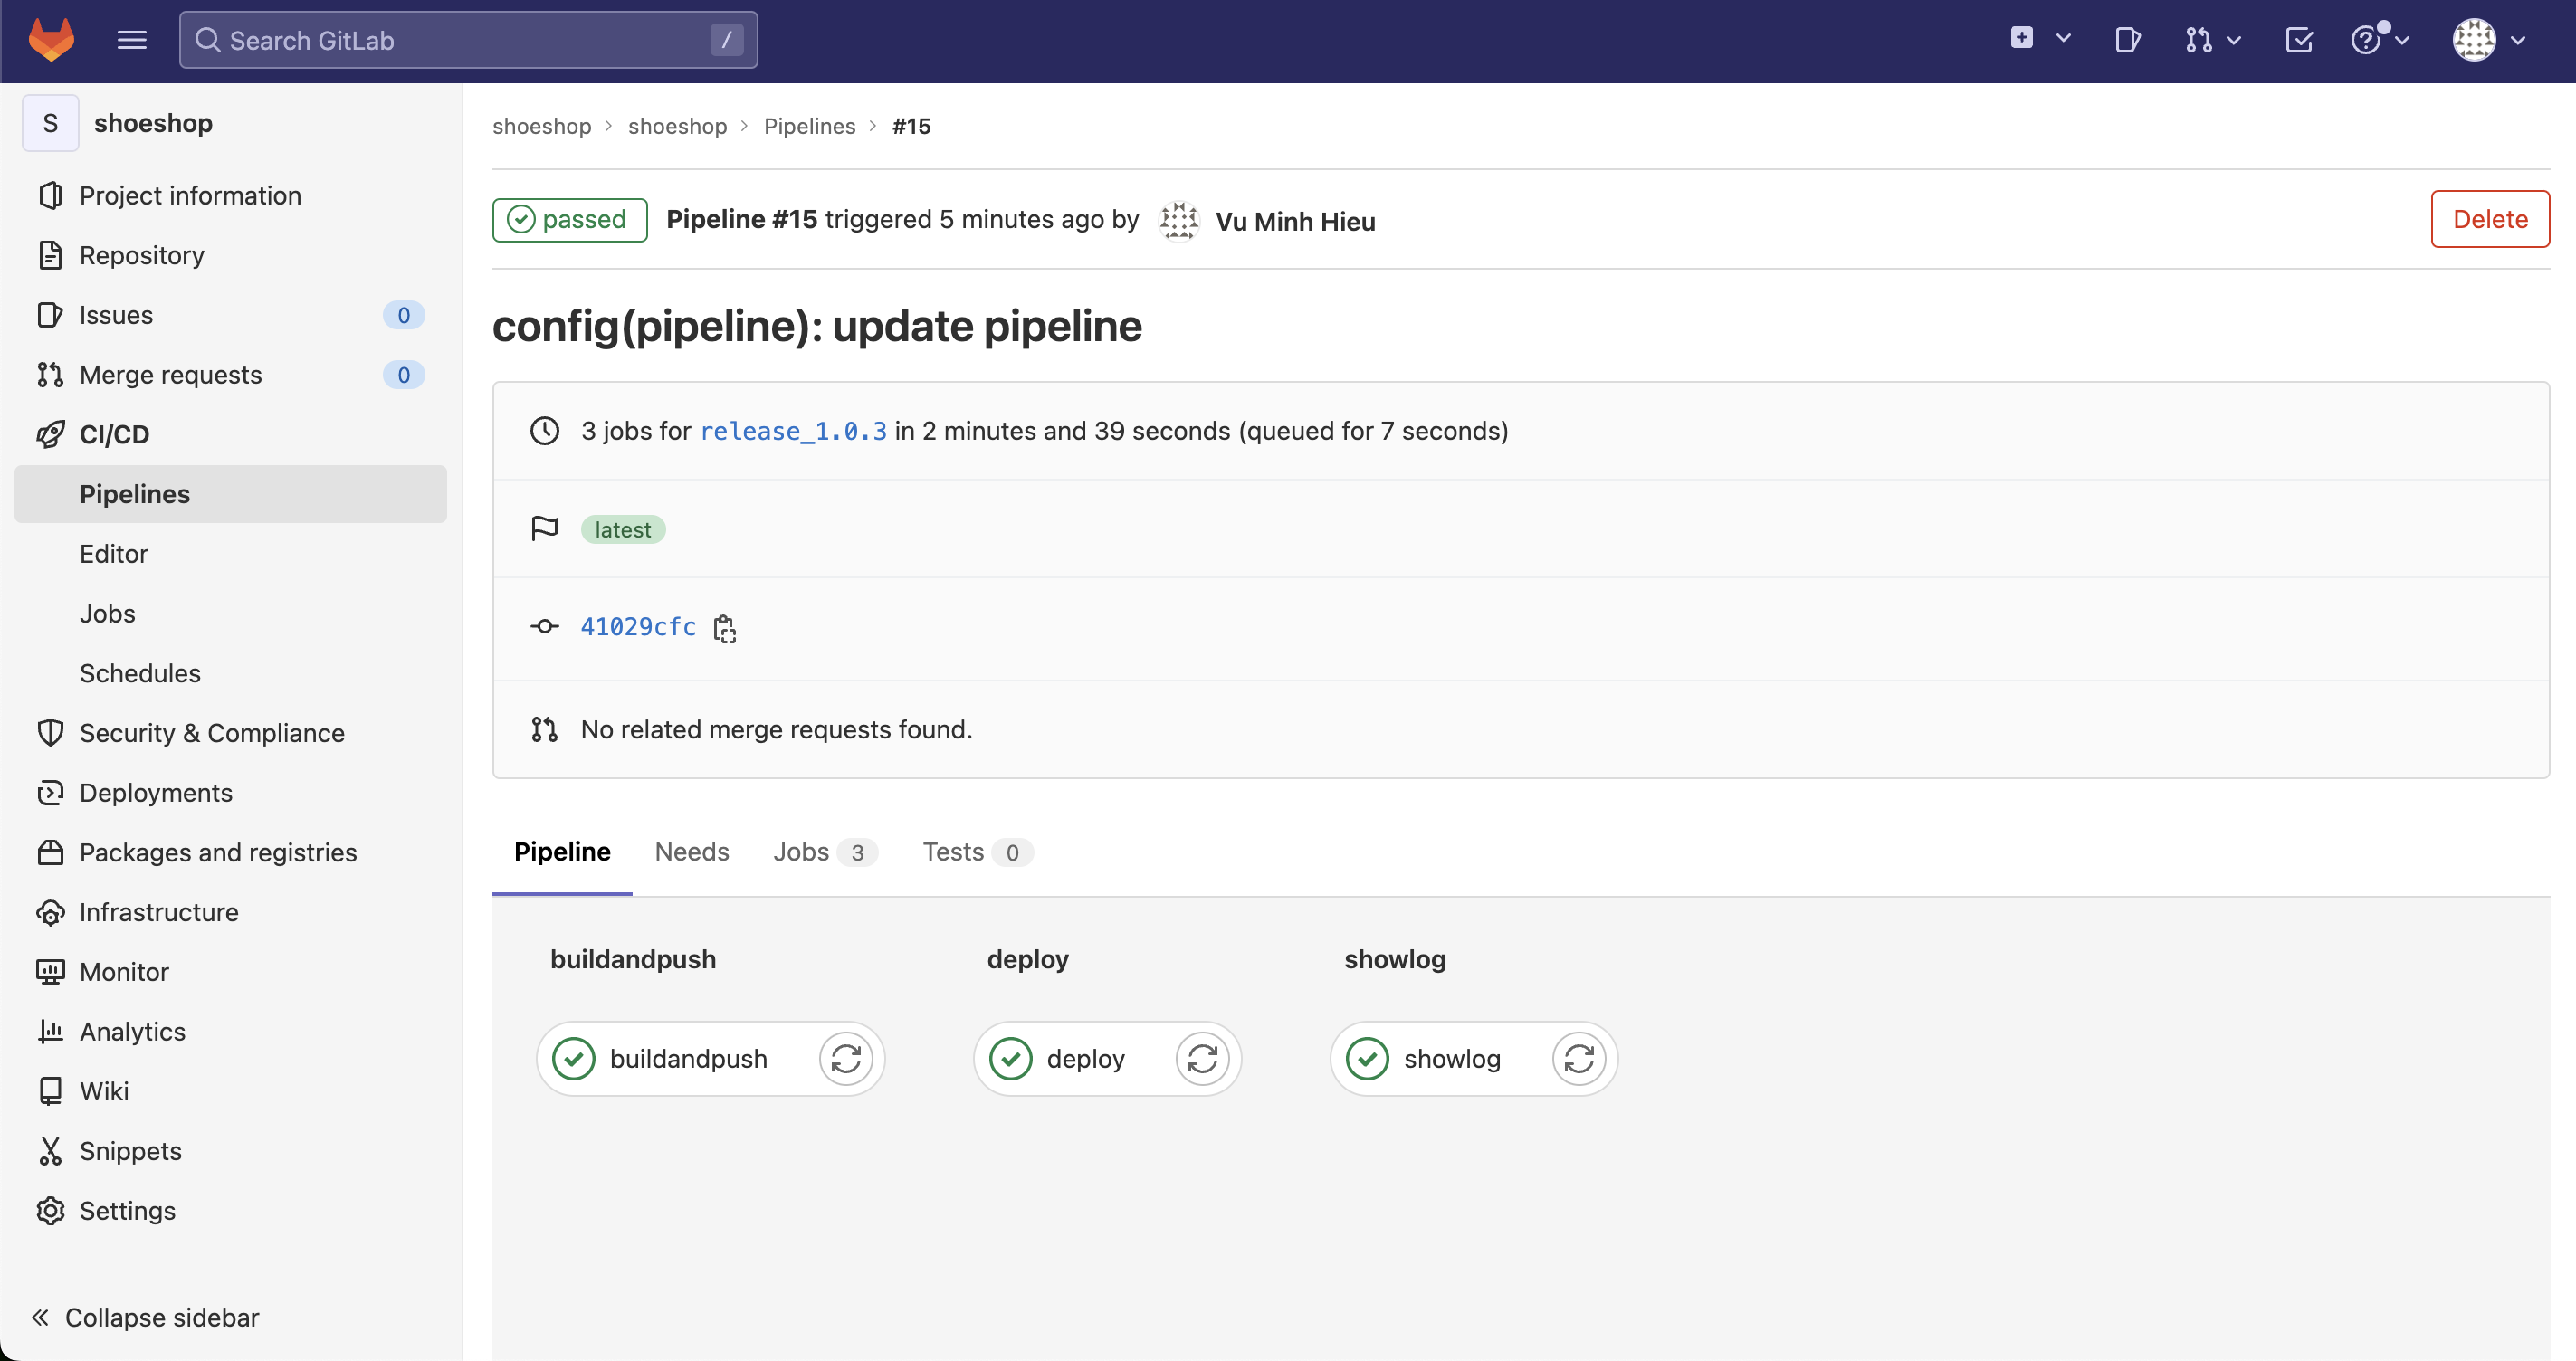 Search GitLab /
S shoeshop
Project information
Repository
Issues 0
Merge requests 0
CI/CD
Pipelines
Editor
Jobs
Schedules
Security & Compliance
Deployments
Packages and registries
Infrastructure
Monitor
Analytics
Wiki
Snippets
Settings
Collapse sidebar
shoeshop > shoeshop > Pipelines > #15
passed Pipeline #15 triggered 5 minutes ago by Vu Minh Hieu Delete
config(pipeline): update pipeline
3 jobs for release_1.0.3 in 2 minutes and 39 seconds (queued for 7 seconds)
latest
41029cfc
No related merge requests found.
Pipeline Needs Jobs 3 Tests 0
buildandpush deploy showlog
buildandpush deploy showlog